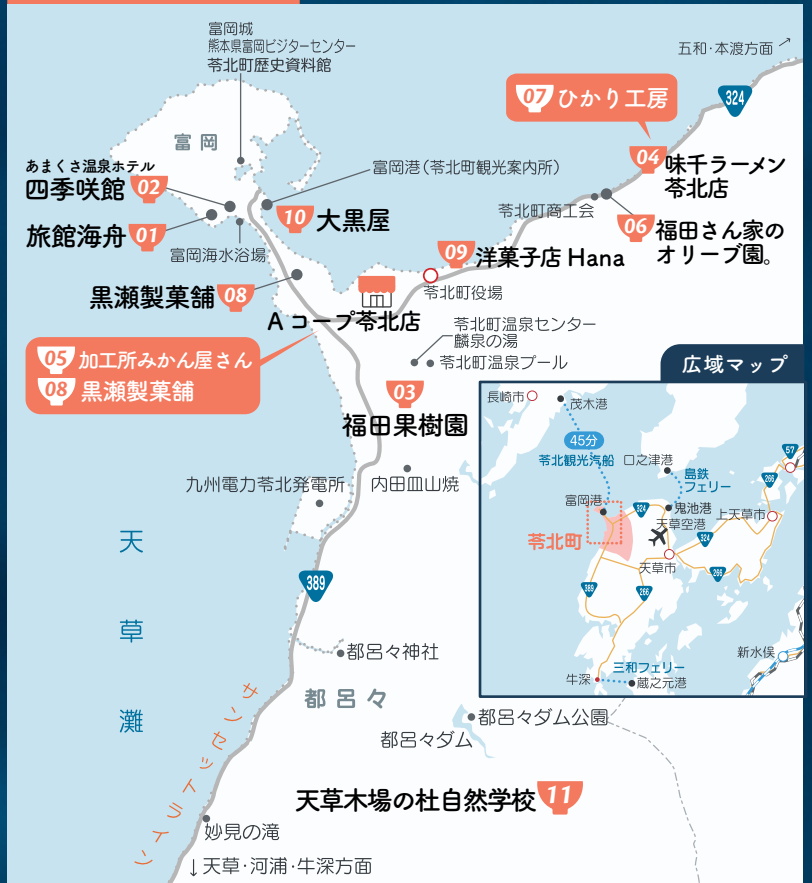 富岡城
熊本県富岡ビジターセンター
苓北町歴史資料館
五和・本渡方面
324
07 ひかり工房
富岡
あまくさ温泉ホテル
四季咲館 02
旅館海舟 01
富岡海水浴場
富岡港(苓北町観光案内所)
10 大黒屋
04 味千ラーメン
苓北店
苓北町商工会
06 福田さん家の
オリーブ園。
09 洋菓子店 Hana
苓北町役場
黒瀬製菓舗 08
Aコープ苓北店
苓北町温泉センター
麟泉の湯
苓北町温泉プール
05 加工所みかん屋さん
08 黒瀬製菓舗
03
福田果樹園
九州電力苓北発電所
内田皿山焼
天草灘
389
都呂々神社
都呂々
都呂々ダム公園
都呂々ダム
サンセットライン
天草木場の杜自然学校 11
妙見の滝
↓天草・河浦・牛深方面
広域マップ
長崎市
茂木港
45分
苓北観光汽船
口之津港
島鉄
フェリー
57
266
富岡港
324
鬼池港
天草空港
上天草市
苓北町
324
天草市
266
389
266
新水俣
三和フェリー
牛深
蔵之元港